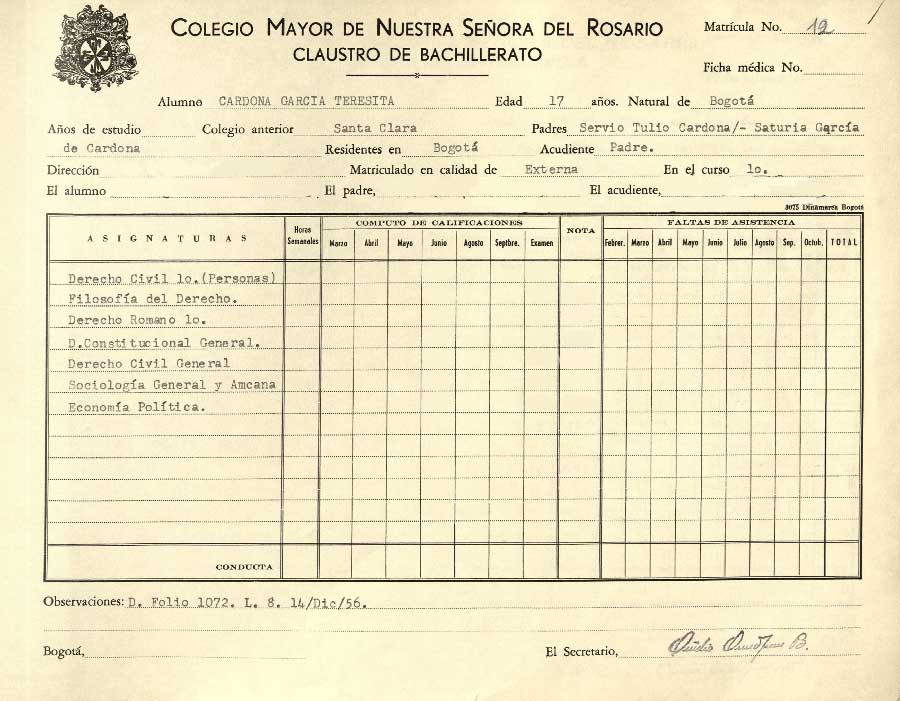 COLEGIO MAYOR DE NUESTRA SEÑORA DEL ROSARIO
CLAUSTRO DE BACHILLERATO
Matrícula No. 12
Ficha médica No.
Alumno CARDONA GARCIA TERESITA Edad 17 años. Natural de Bogotá
Años de estudio Colegio anterior Santa Clara Padres Servio Tulio Cardona/- Saturia García
de Cardona Residentes en Bogotá Acudiente Padre.
Dirección Matriculado en calidad de Externa En el curso 1o.
El alumno El padre, El acudiente,
3075 Dinamarca Bogotá
ASIGNATURAS Horas Semanales COMPUTO DE CALIFICACIONES NOTA FALTAS DE ASISTENCIA
Marzo Abril Mayo Junio Agosto Septbre. Examen Febrer. Marzo Abril Mayo Junio Julio Agosto Sep. Octub. TOTAL
Derecho Civil 1o.(Personas)
Filosofía del Derecho.
Derecho Romano 1o.
D.Constitucional General.
Derecho Civil General
Sociología General y Amcana
Economía Política.
CONDUCTA
Observaciones: D. Folio 1072. L. 8. 14/Dic/56.
Bogotá, El Secretario,